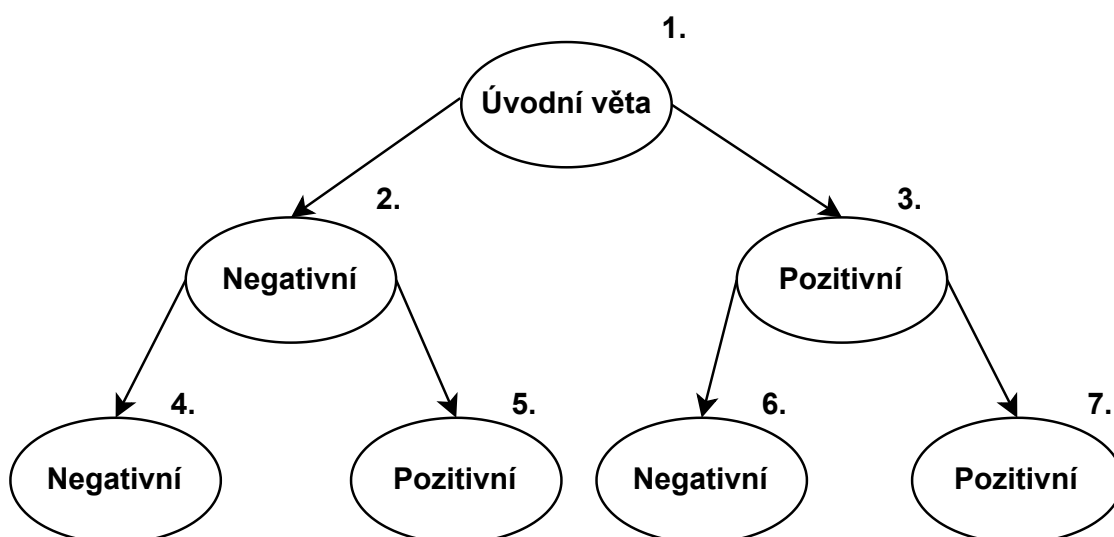 1.
Úvodní věta
2.
3.
Negativní
Pozitivní
4.
5.
6.
7.
Negativní
Pozitivní
Negativní
Pozitivní